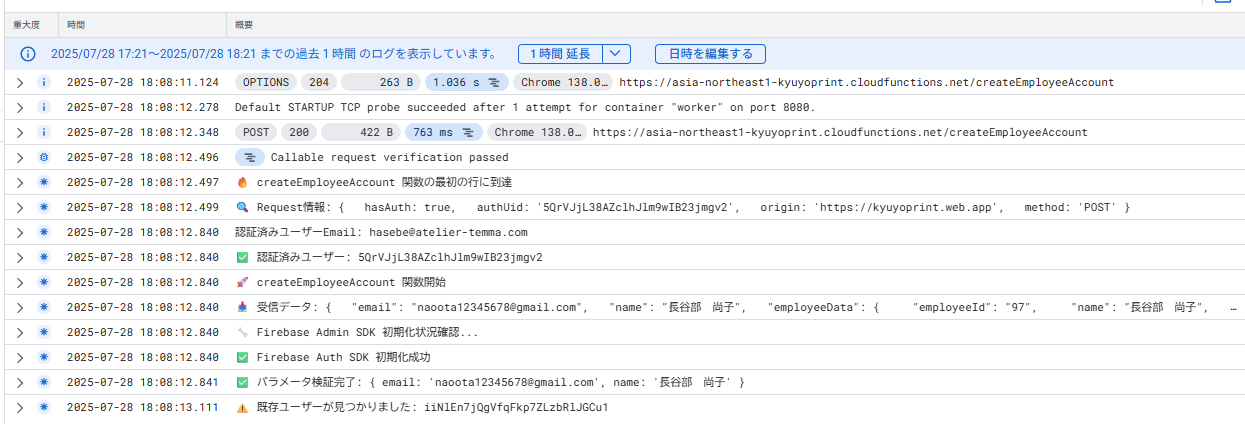 重大度 時間 概要
2025/07/28 17:21～2025/07/28 18:21 までの過去 1 時間 のログを表示しています。 1 時間 延長 日時を編集する
2025-07-28 18:08:11.124 OPTIONS 204 263 B 1.036 s Chrome 138.0… https://asia-northeast1-kyuyoprint.cloudfunctions.net/createEmployeeAccount
2025-07-28 18:08:12.278 Default STARTUP TCP probe succeeded after 1 attempt for container "worker" on port 8080.
2025-07-28 18:08:12.348 POST 200 422 B 763 ms Chrome 138.0… https://asia-northeast1-kyuyoprint.cloudfunctions.net/createEmployeeAccount
2025-07-28 18:08:12.496 Callable request verification passed
2025-07-28 18:08:12.497 🔥 createEmployeeAccount 関数の最初の行に到達
2025-07-28 18:08:12.499 🔍 Request情報: { hasAuth: true, authUid: '5QrVJjL38AZclhJlm9wIB23jmgv2', origin: 'https://kyuyoprint.web.app', method: 'POST' }
2025-07-28 18:08:12.840 認証済みユーザーEmail: hasebe@atelier-temma.com
2025-07-28 18:08:12.840 ✅ 認証済みユーザー: 5QrVJjL38AZclhJlm9wIB23jmgv2
2025-07-28 18:08:12.840 🚀 createEmployeeAccount 関数開始
2025-07-28 18:08:12.840 📥 受信データ: { "email": "naoota12345678@gmail.com", "name": "長谷部　尚子", "employeeData": { "employeeId": "97", "name": "長谷部　尚子", …
2025-07-28 18:08:12.840 🔧 Firebase Admin SDK 初期化状況確認...
2025-07-28 18:08:12.840 ✅ Firebase Auth SDK 初期化成功
2025-07-28 18:08:12.841 ✅ パラメータ検証完了: { email: 'naoota12345678@gmail.com', name: '長谷部　尚子' }
2025-07-28 18:08:13.111 ⚠️ 既存ユーザーが見つかりました: iiNlEn7jQgVfqFkp7ZLzbRlJGCu1